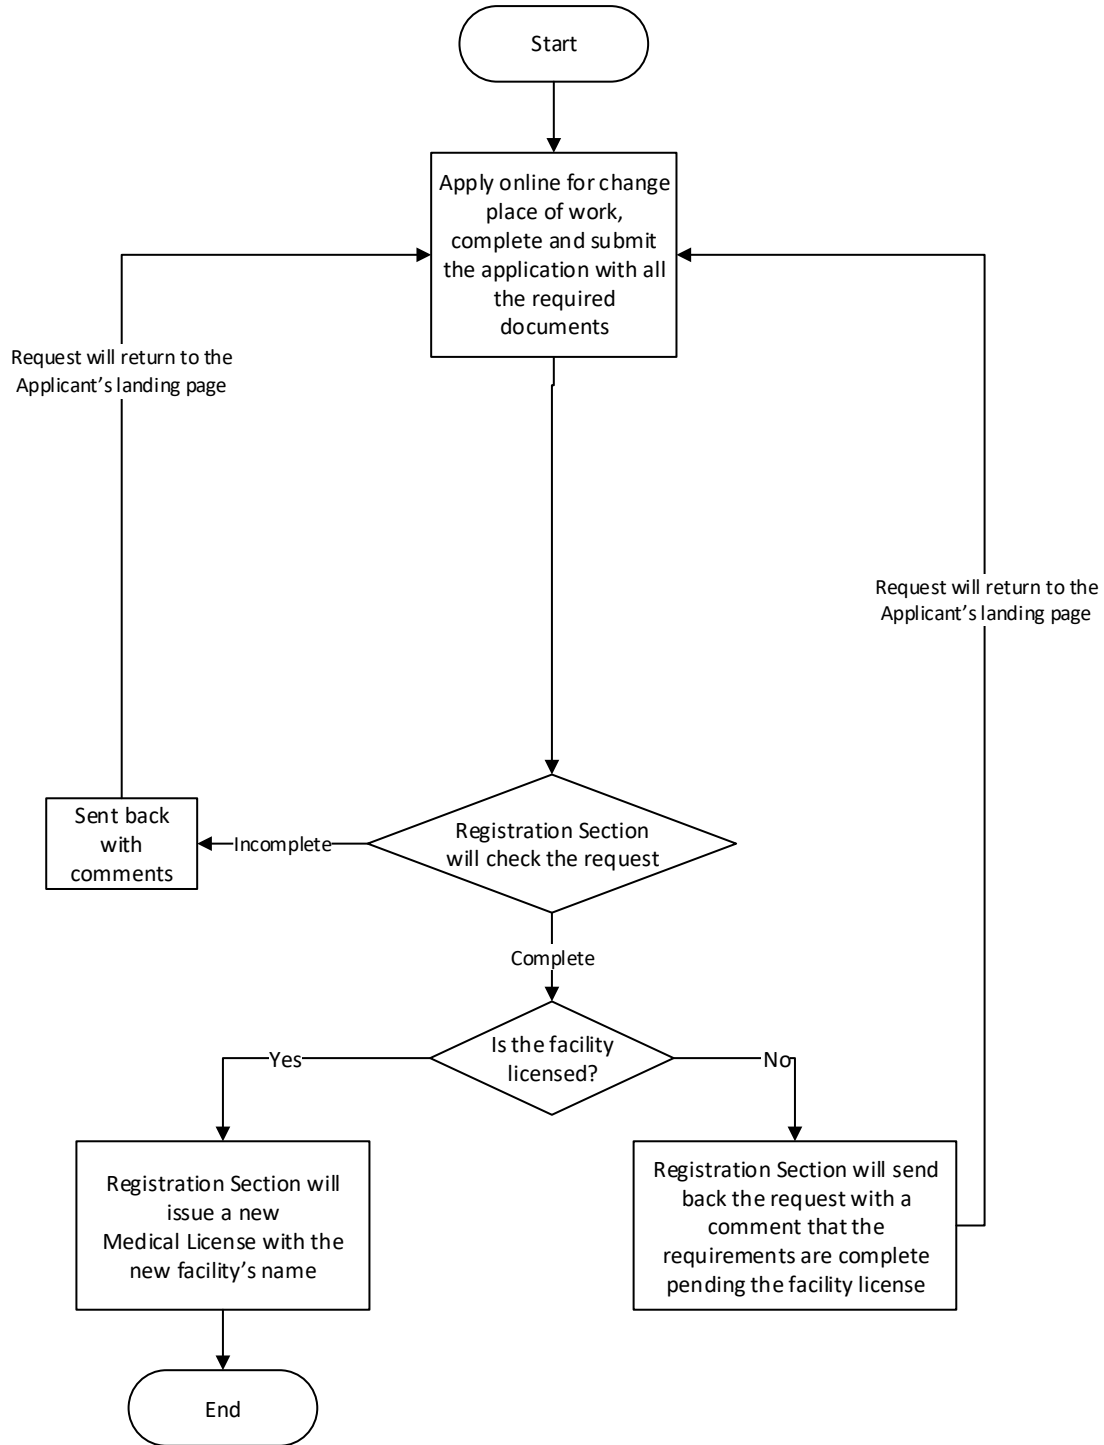 Start
Apply online for change
place of work,
complete and submit
the application with all
the required
documents
Request will return to the
Applicant’s landing page
Request will return to the
Applicant’s landing page
Sent back
with
comments
Incomplete
Registration Section
will check the request
Complete
Is the facility
licensed?
Yes
No
Registration Section will
issue a new
Medical License with the
new facility’s name
Registration Section will send
back the request with a
comment that the
requirements are complete
pending the facility license
End